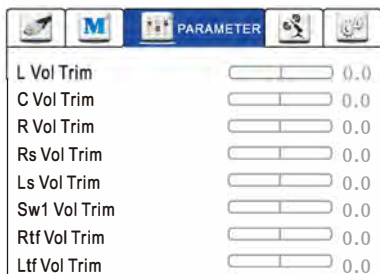 M PARAMETER
L Vol Trim 0.0
C Vol Trim 0.0
R Vol Trim 0.0
Rs Vol Trim 0.0
Ls Vol Trim 0.0
Sw1 Vol Trim 0.0
Rtf Vol Trim 0.0
Ltf Vol Trim 0.0